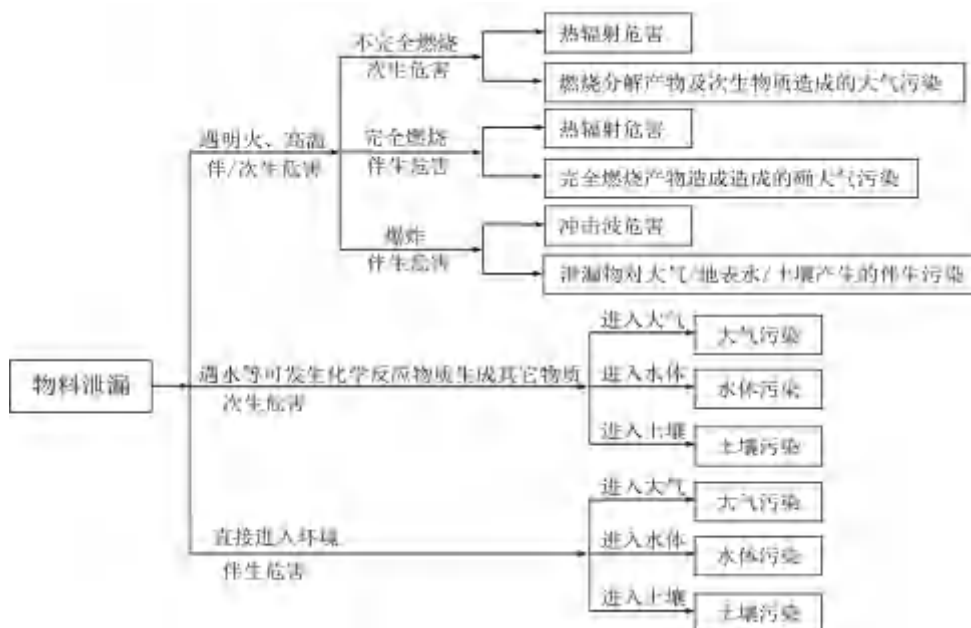 不完全燃烧
次生危害
热辐射危害
燃烧分解产物及次生物质造成的大气污染
遇明火、高温
伴/次生危害
完全燃烧
伴生危害
热辐射危害
完全燃烧产物造成造成的大气污染
爆炸
伴生危害
冲击波危害
泄漏物对大气/地表水/土壤产生的伴生污染
物料泄漏
遇水等可发生化学反应物质生成其它物质
次生危害
进入大气
大气污染
进入水体
水体污染
进入土壤
土壤污染
直接进入环境
伴生危害
进入大气
大气污染
进入水体
水体污染
进入土壤
土壤污染